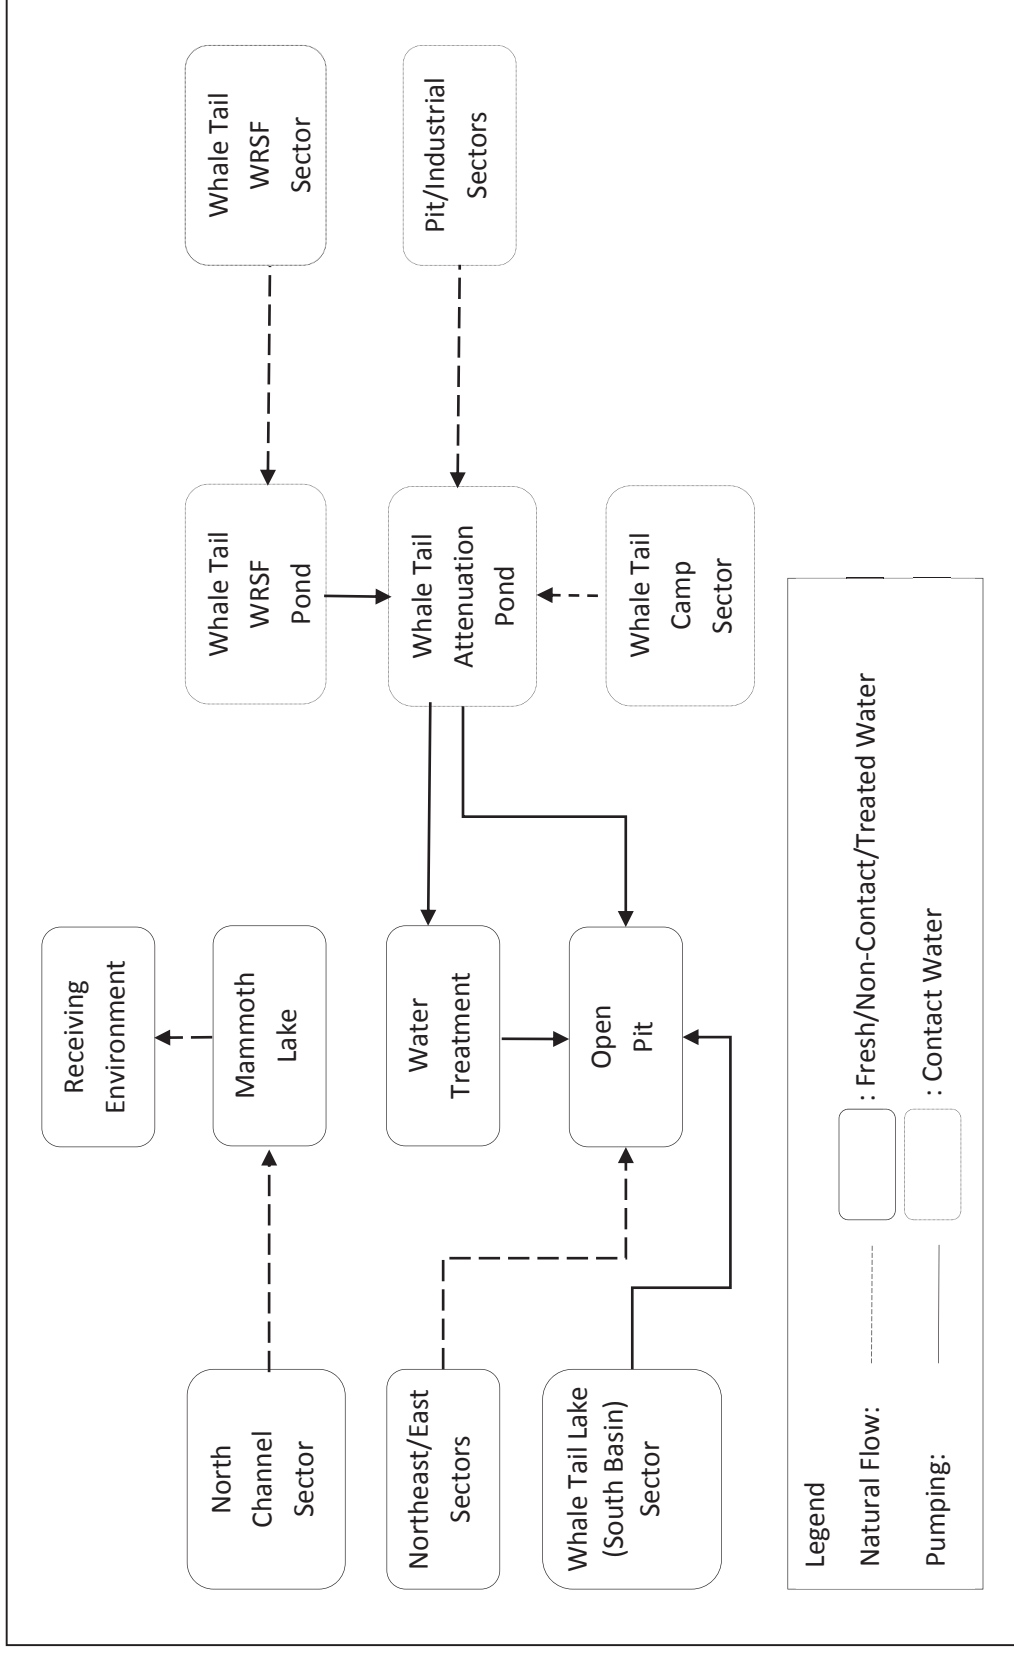 North
Channel
Sector
Northeast/East
Sectors
Whale Tail Lake
(South Basin)
Sector
Receiving
Environment
Mammoth
Lake
Water
Treatment
Open
Pit
Whale Tail
WRSF
Pond
Whale Tail
Attenuation
Pond
Whale Tail
Camp
Sector
Whale Tail
WRSF
Sector
Pit/Industrial
Sectors
Legend
Natural Flow:
: Fresh/Non-Contact/Treated Water
Pumping:
: Contact Water